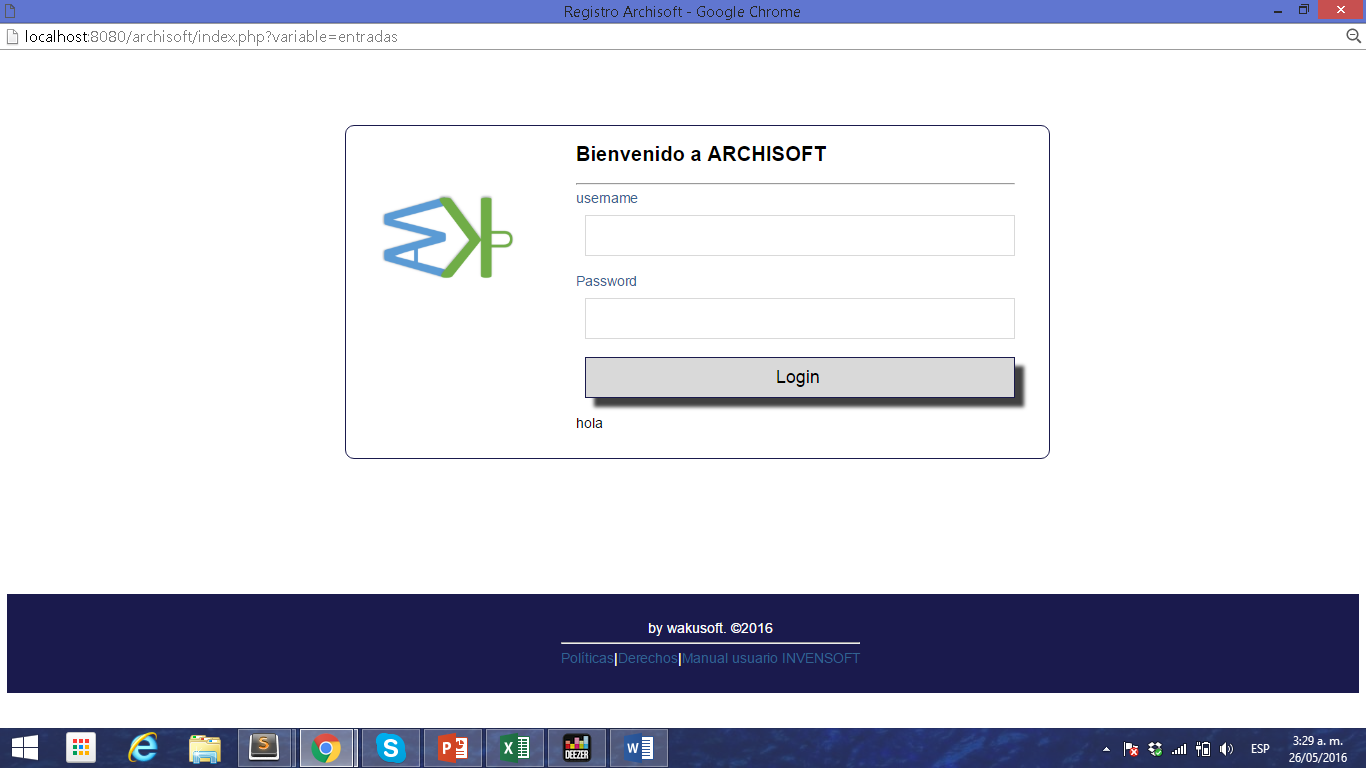 Registro Archisoft - Google Chrome
localhost:8080/archisoft/index.php?variable=entradas
Bienvenido a ARCHISOFT
username
Password
Login
hola
by wakusoft. ©2016
Políticas|Derechos|Manual usuario INVENSOFT
DEEZER
ESP
3:29 a. m.
26/05/2016